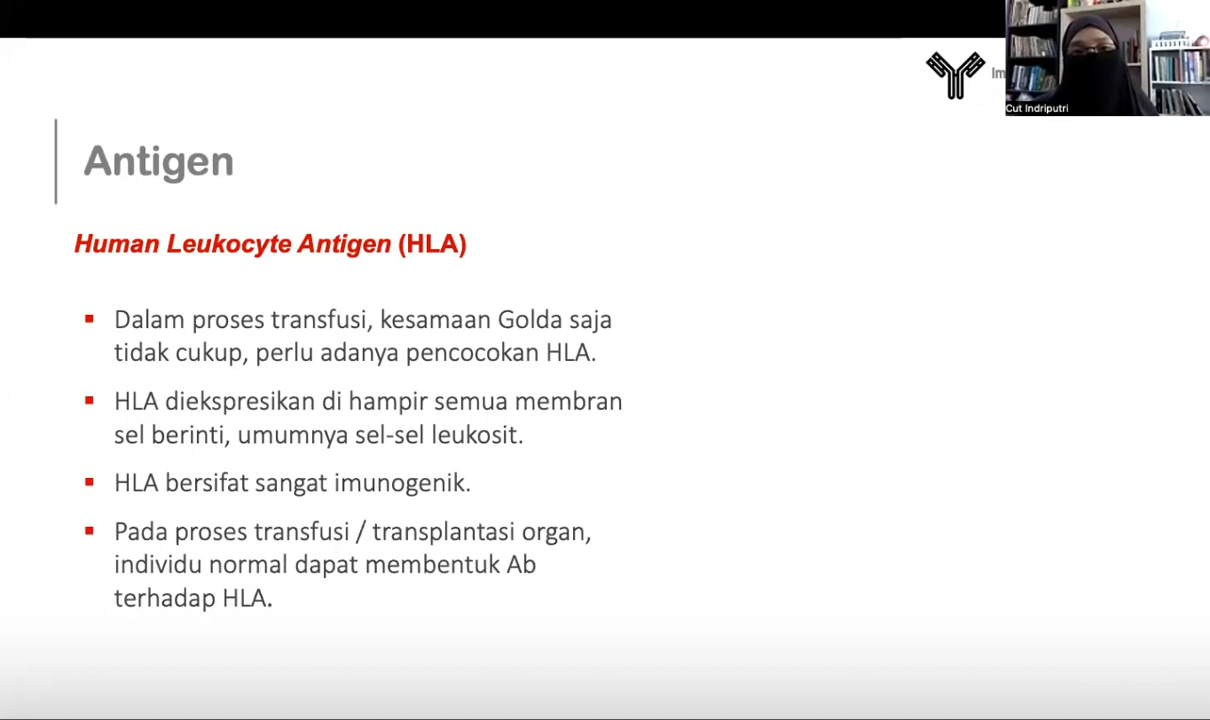 Im
Cut Indriputri
Antigen
Human Leukocyte Antigen (HLA)
▪ Dalam proses transfusi, kesamaan Golda saja
tidak cukup, perlu adanya pencocokan HLA.
▪ HLA diekspresikan di hampir semua membran
sel berinti, umumnya sel-sel leukosit.
▪ HLA bersifat sangat imunogenik.
▪ Pada proses transfusi / transplantasi organ,
individu normal dapat membentuk Ab
terhadap HLA.